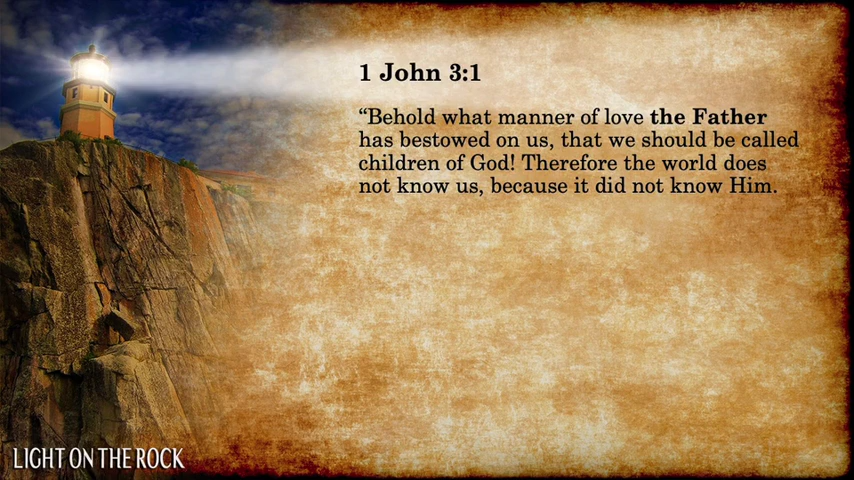 1 John 3:1
“Behold what manner of love the Father
has bestowed on us, that we should be called
children of God! Therefore the world does
not know us, because it did not know Him.
LIGHT ON THE ROCK